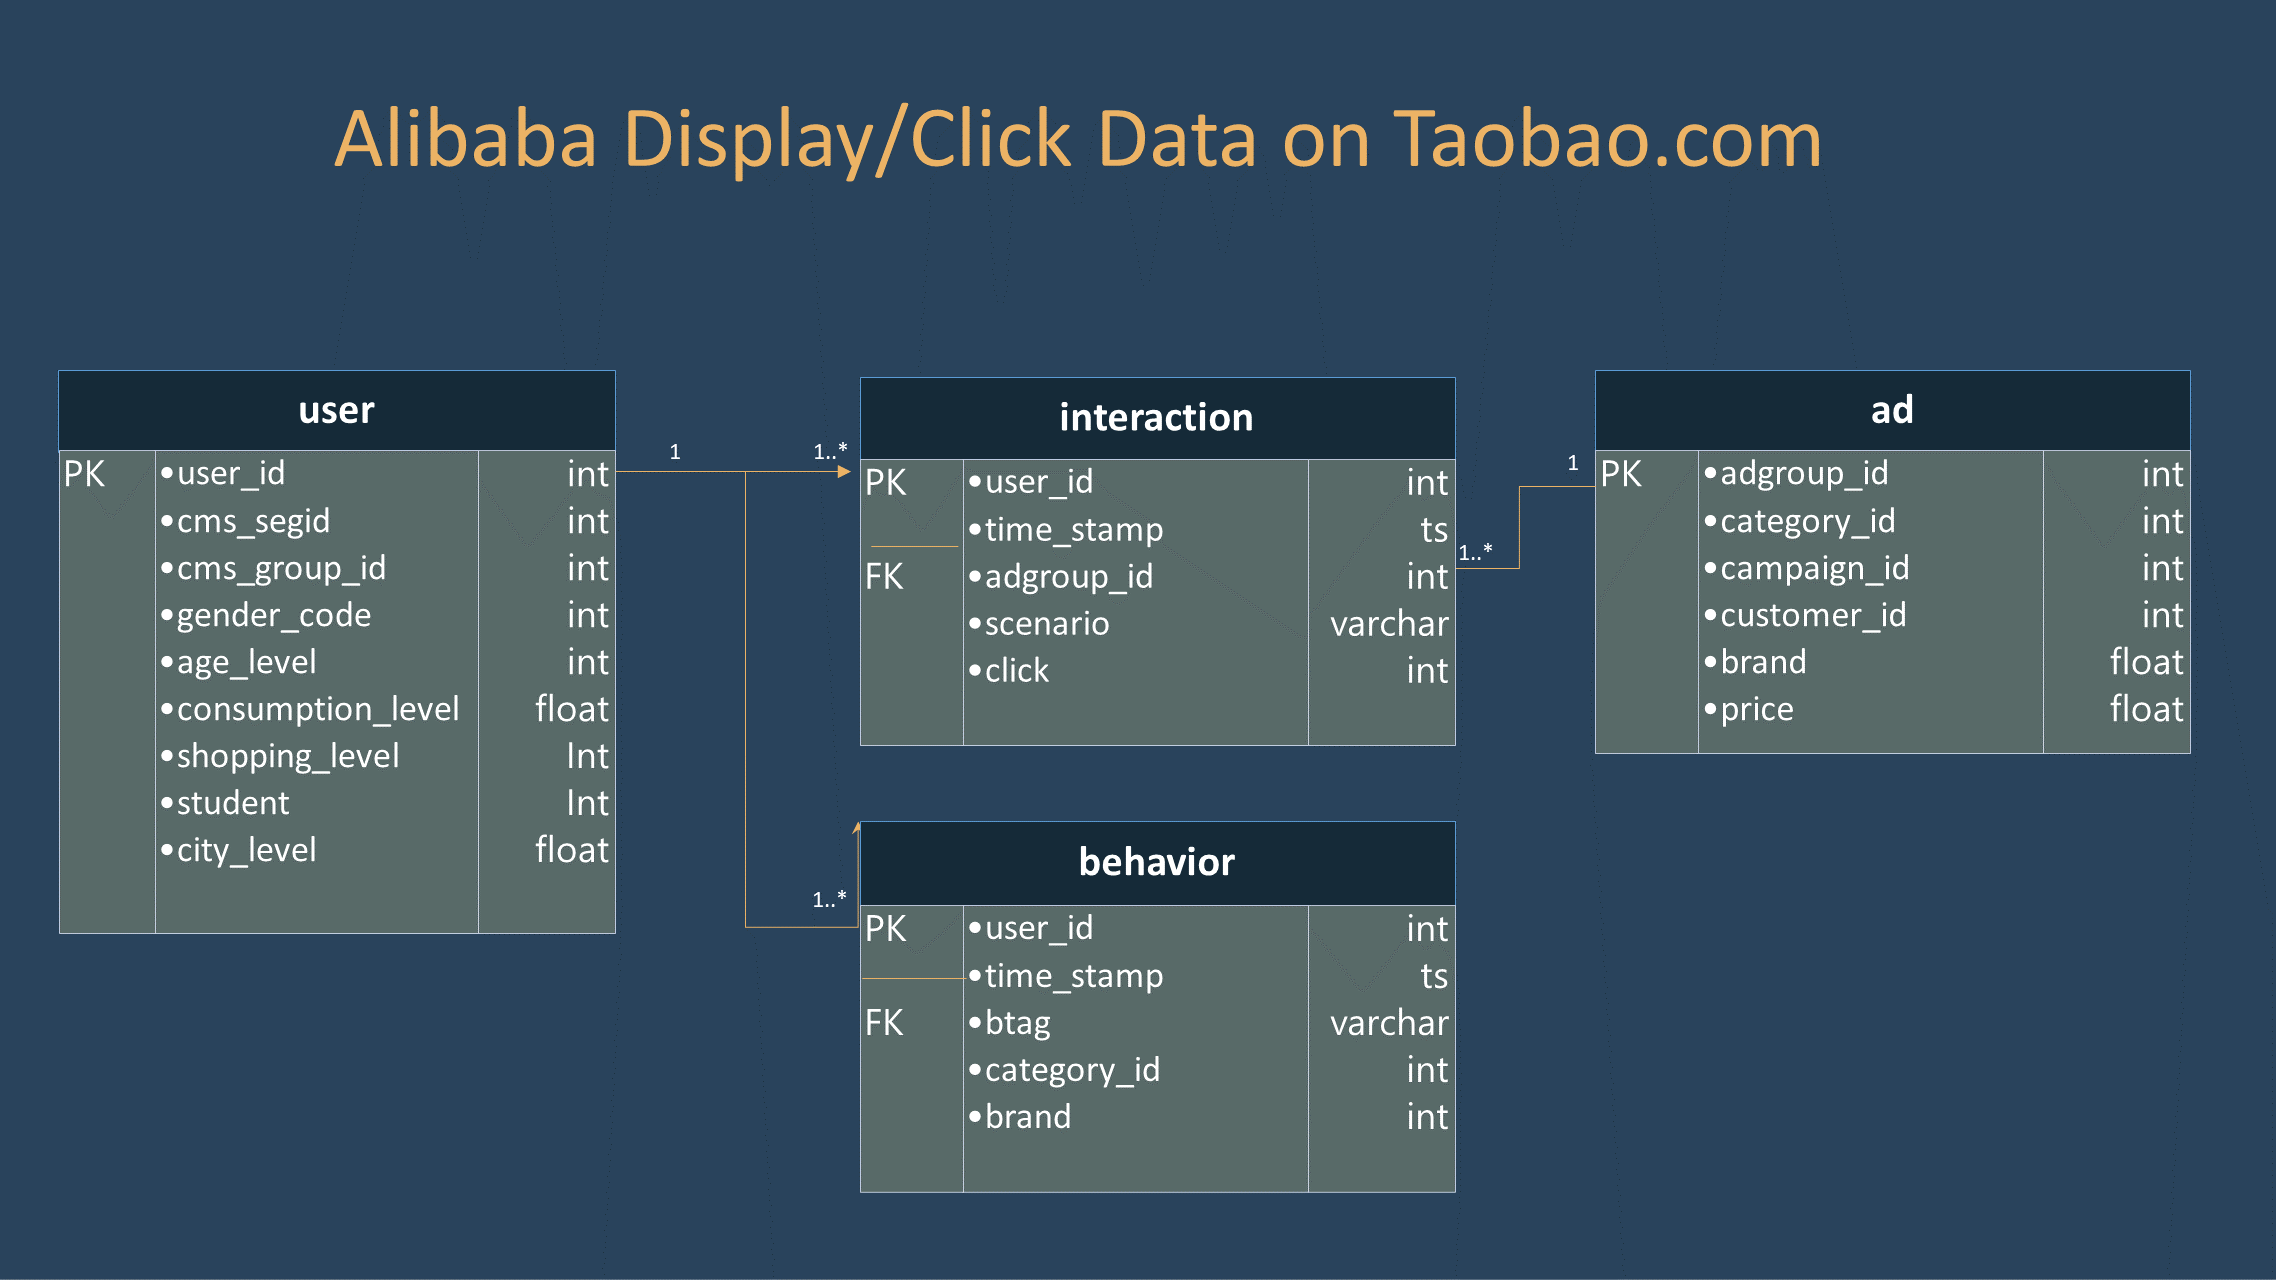 Alibaba Display/Click Data on Taobao.com
user
PK •user_id int
•cms_segid int
•cms_group_id int
•gender_code int
•age_level int
•consumption_level float
•shopping_level Int
•student Int
•city_level float
1 1..*
1..*
interaction
PK •user_id int
•time_stamp ts
FK •adgroup_id int
•scenario varchar
•click int
1
1..*
ad
PK •adgroup_id int
•category_id int
•campaign_id int
•customer_id int
•brand float
•price float
behavior
PK •user_id int
•time_stamp ts
FK •btag varchar
•category_id int
•brand int